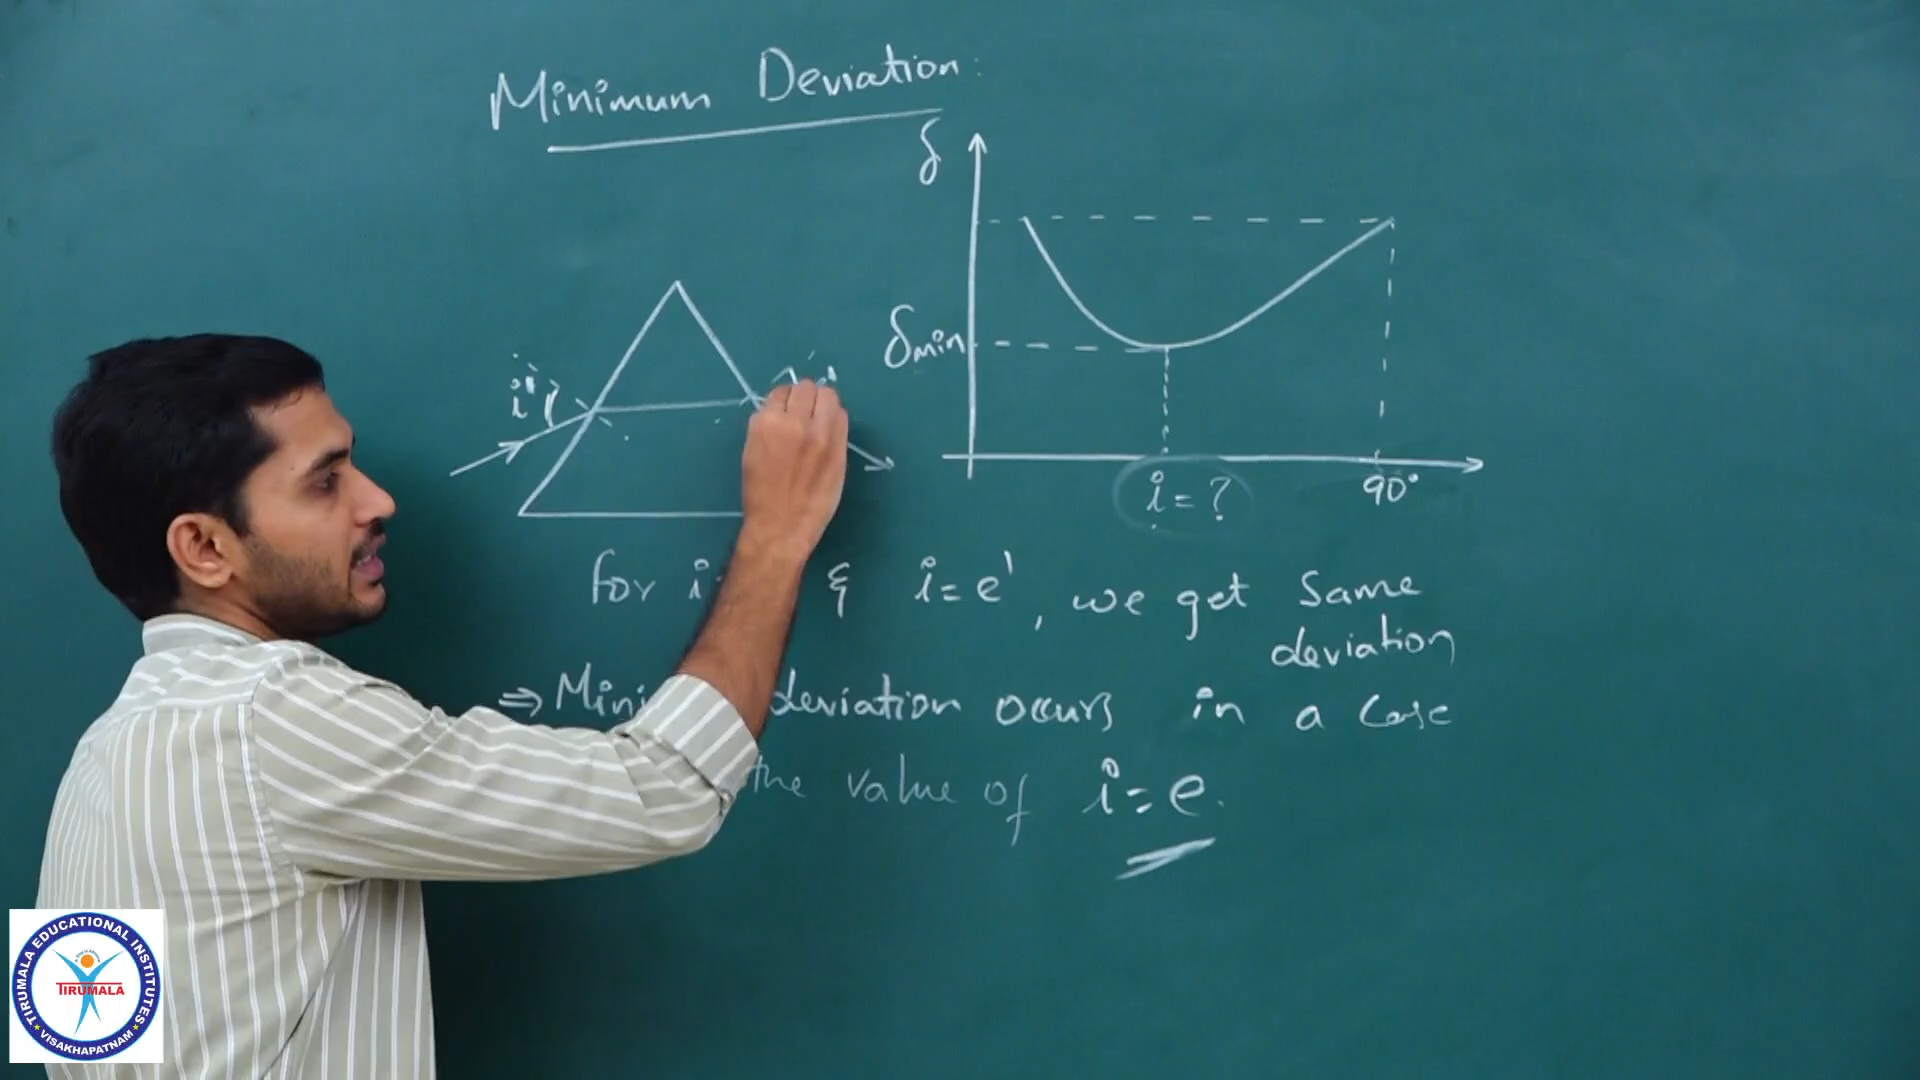 Minimum Deviation:
δ
δmin
i
i = ?
90°
for i & i = e', we get Same
deviation
⇒ Mini deviation occurs in a case
the value of i = e.
TIRUMALA EDUCATIONAL INSTITUTES
TIRUMALA
VISAKHAPATNAM